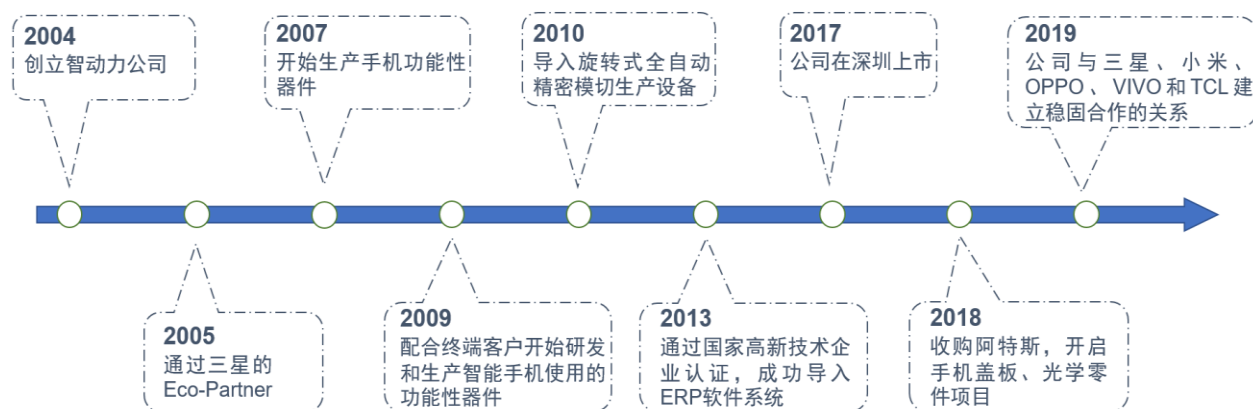 2004
创立智动力公司
2007
开始生产手机功能性
器件
2010
导入旋转式全自动
精密模切生产设备
2017
公司在深圳上市
2019
公司与三星、小米、
OPPO、VIVO和TCL建
立稳固合作的关系
2005
通过三星的
Eco-Partner
2009
配合终端客户开始研发
和生产智能手机使用的
功能性器件
2013
通过国家高新技术企
业认证，成功导入
ERP软件系统
2018
收购阿特斯，开启
手机盖板、光学零
件项目